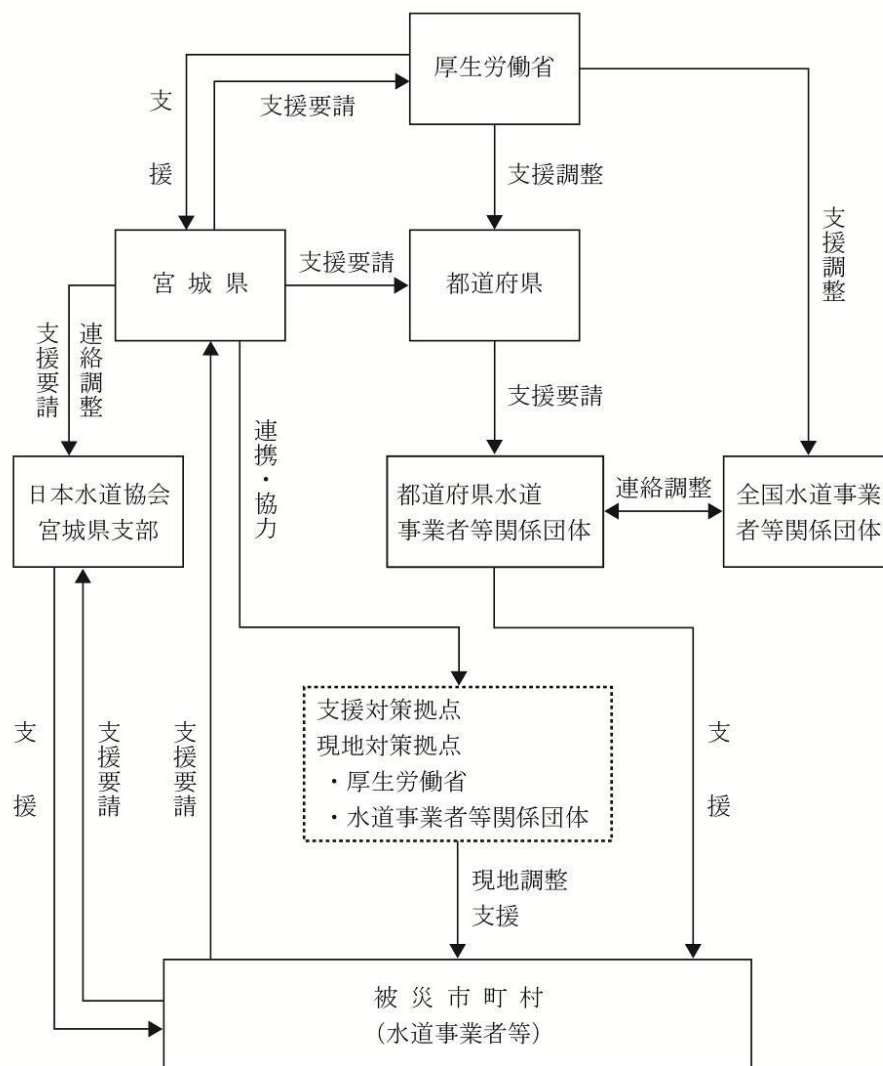 厚生労働省
支援
支援要請
支援調整
支援調整
宮城県
支援要請
都道府県
支援要請
連絡調整
支援要請
連携・協力
日本水道協会
宮城県支部
都道府県水道
事業者等関係団体
連絡調整
全国水道事業
者等関係団体
支援対策拠点
現地対策拠点
・厚生労働省
・水道事業者等関係団体
支援
支援要請
支援要請
支援
現地調整
支援
被災市町村
(水道事業者等)